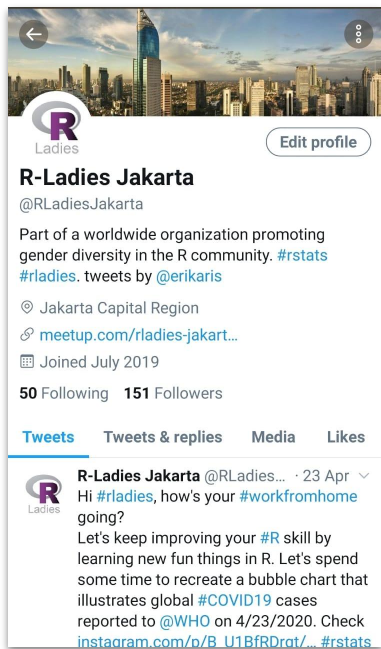 R
Ladies
Edit profile
R-Ladies Jakarta
@RLadiesJakarta
Part of a worldwide organization promoting
gender diversity in the R community. #rstats
#rladies. tweets by @erikaris
Jakarta Capital Region
meetup.com/rladies-jakart...
Joined July 2019
50 Following 151 Followers
Tweets Tweets & replies Media Likes
R-Ladies Jakarta @RLadies... · 23 Apr
R
Ladies
Hi #rladies, how's your #workfromhome
going?
Let's keep improving your #R skill by
learning new fun things in R. Let's spend
some time to recreate a bubble chart that
illustrates global #COVID19 cases
reported to @WHO on 4/23/2020. Check
instagram.com/p/B_U1BfRDrgt/... #rstats